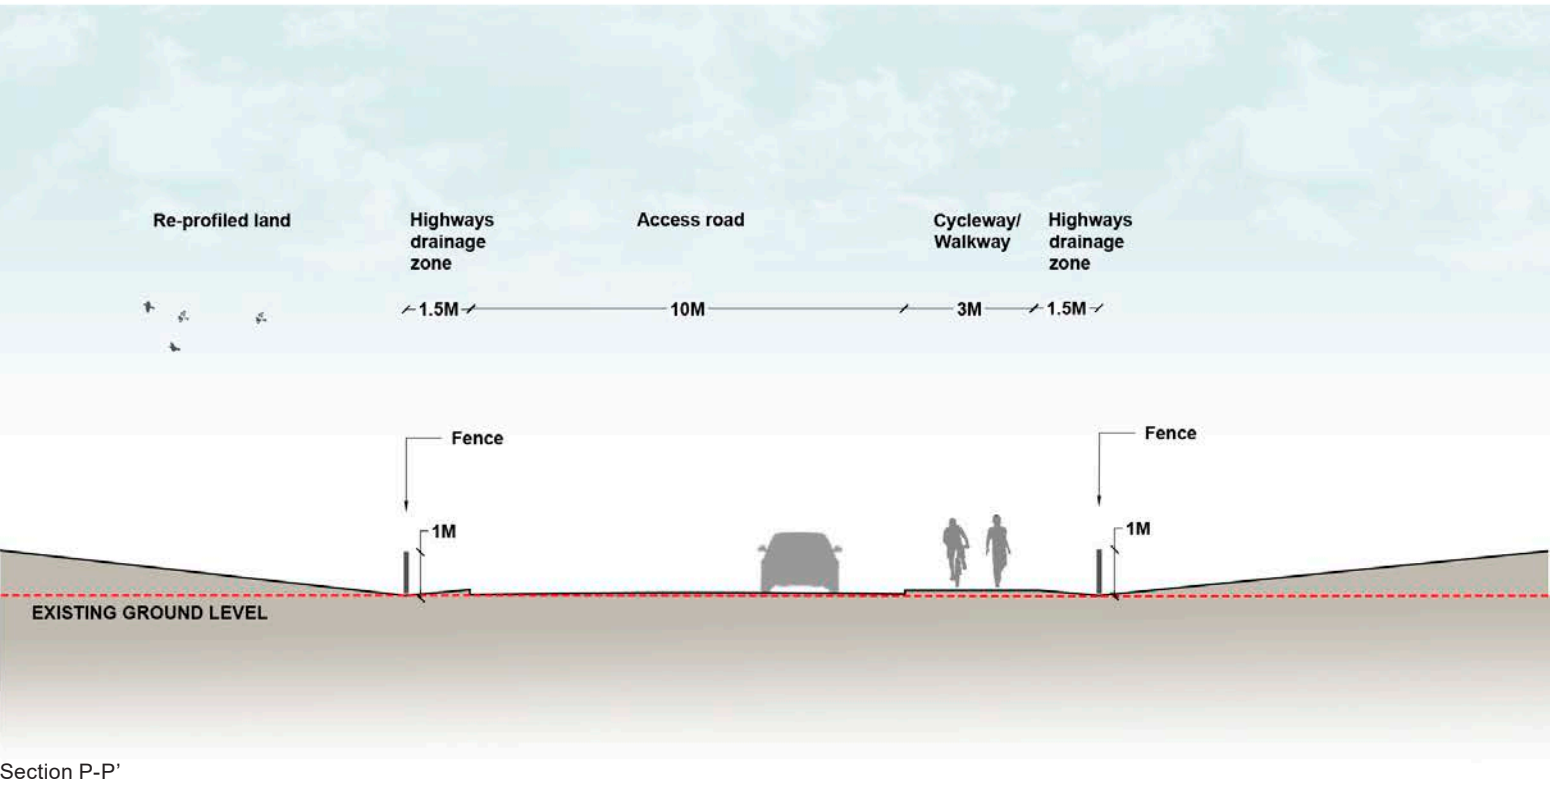 Re-profiled land
Highways
drainage
zone
Access road
Cycleway/
Walkway
Highways
drainage
zone
1.5M
10M
3M
1.5M
Fence
Fence
1M
1M
EXISTING GROUND LEVEL
Section P-P’